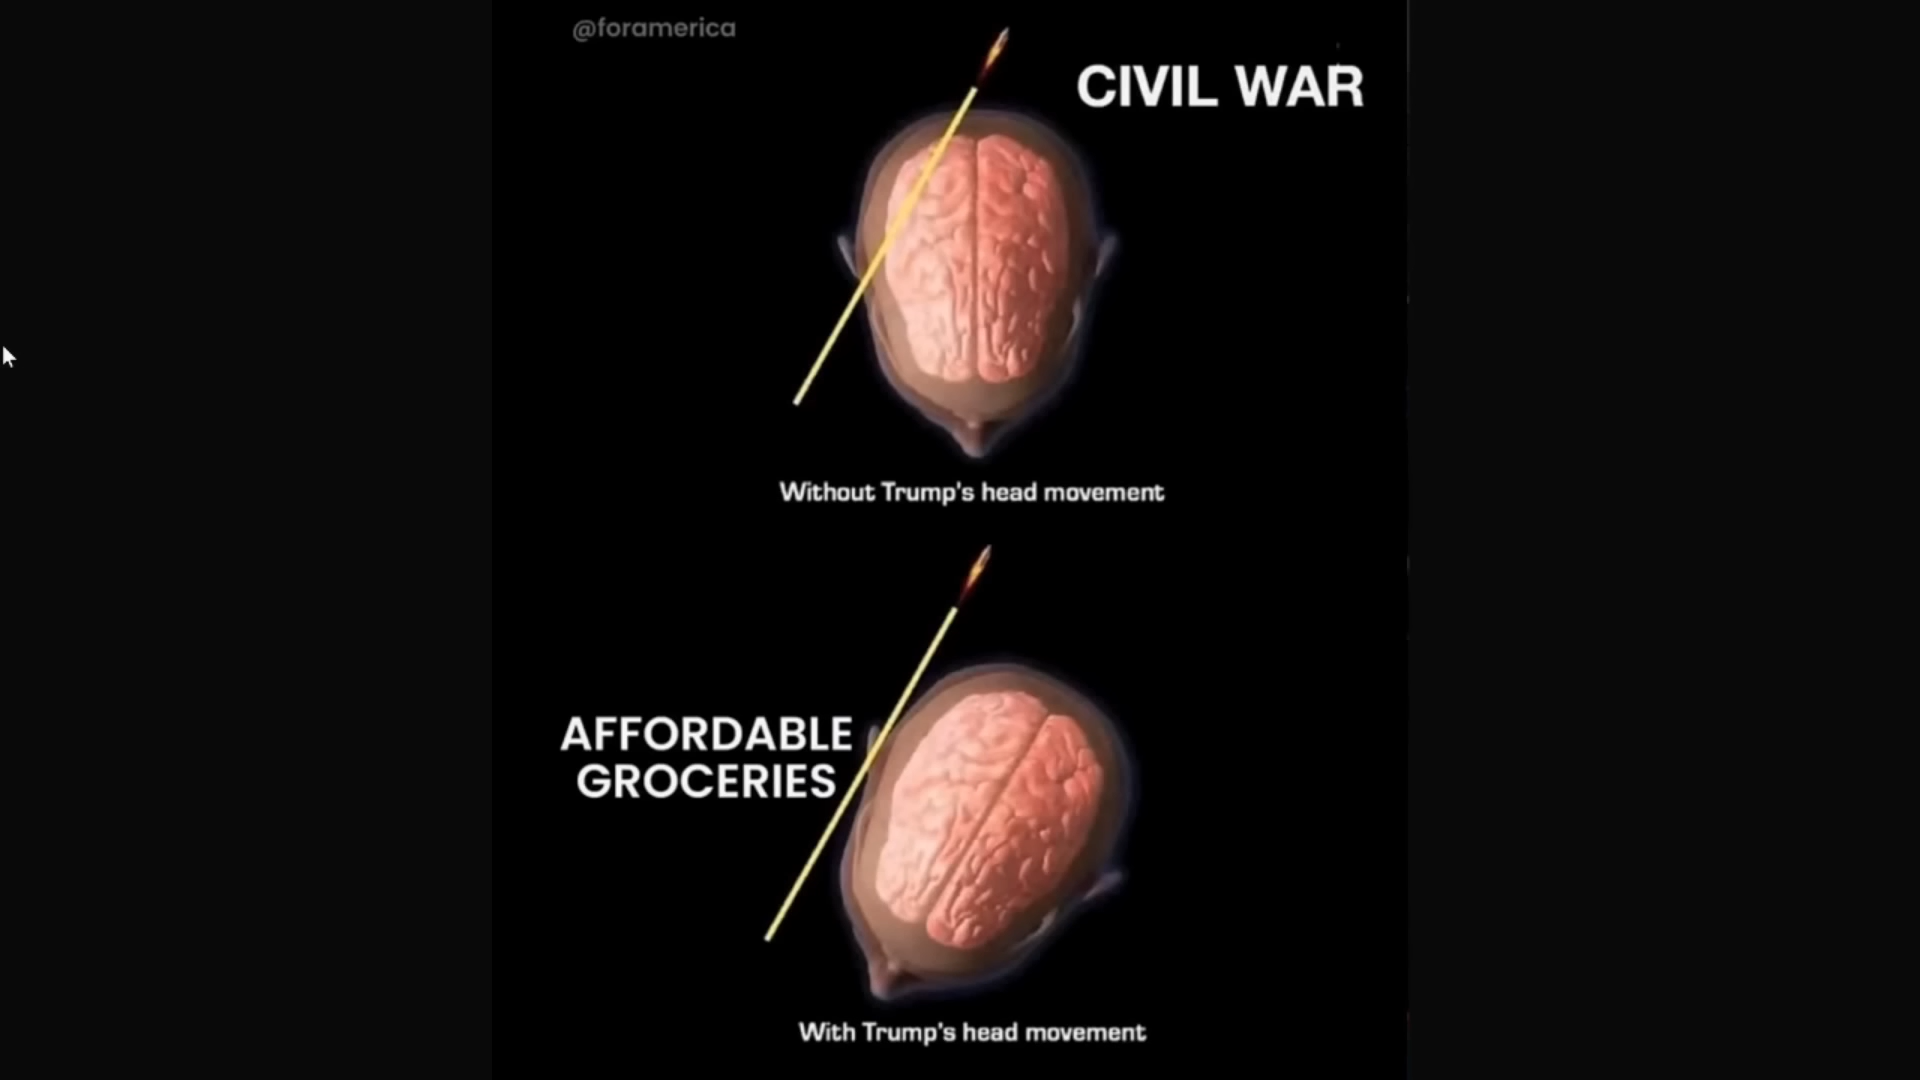 @foramerica
CIVIL WAR
Without Trump's head movement
AFFORDABLE
GROCERIES
With Trump's head movement